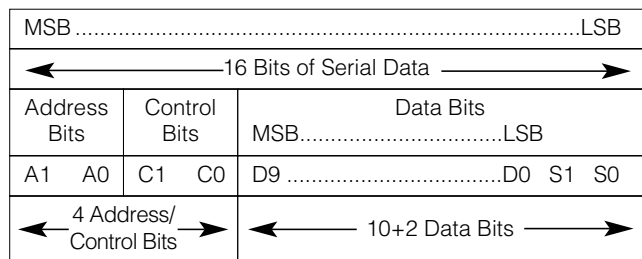 MSB...........................................................................LSB
16 Bits of Serial Data
Address Bits
Control Bits
Data Bits
MSB..................................LSB
A1 A0 C1 C0 D9 ....................................D0 S1 S0
4 Address/
Control Bits
10+2 Data Bits